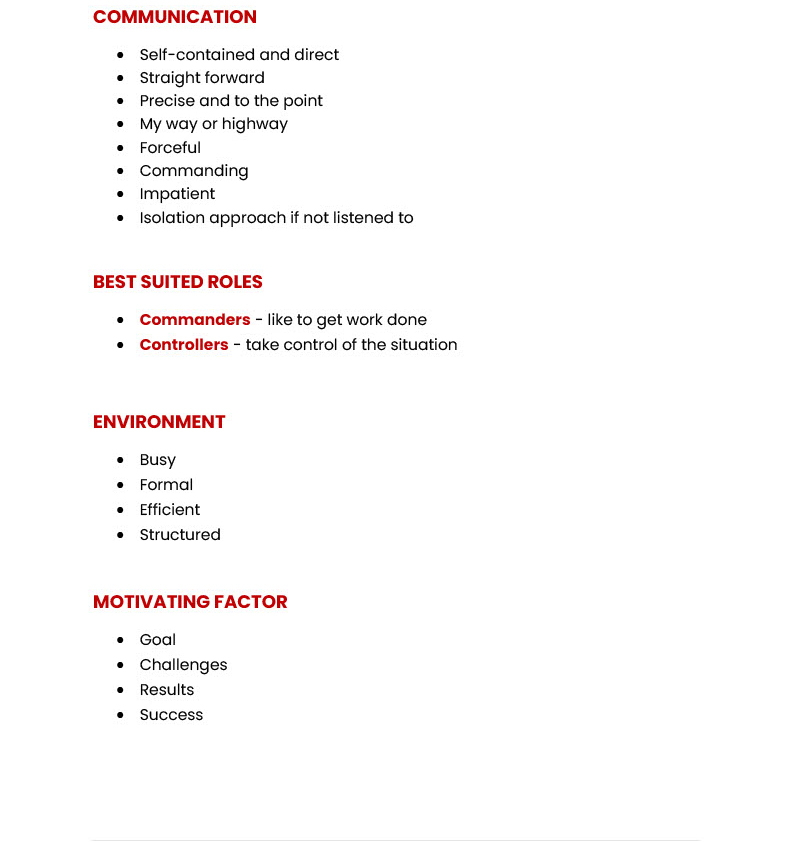 COMMUNICATION
• Self-contained and direct
• Straight forward
• Precise and to the point
• My way or highway
• Forceful
• Commanding
• Impatient
• Isolation approach if not listened to
BEST SUITED ROLES
• Commanders - like to get work done
• Controllers - take control of the situation
ENVIRONMENT
• Busy
• Formal
• Efficient
• Structured
MOTIVATING FACTOR
• Goal
• Challenges
• Results
• Success